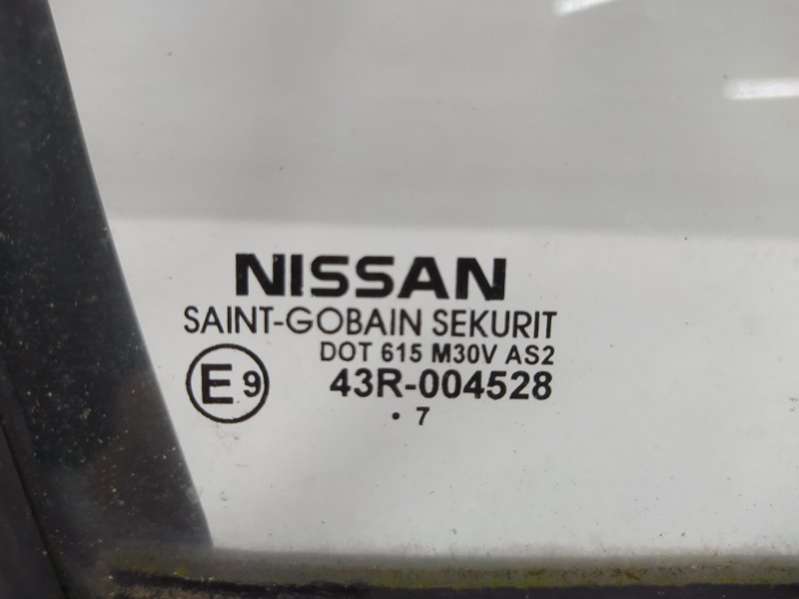 NISSAN
SAINT-GOBAIN SEKURIT
DOT 615 M30V AS2
E9 43R-004528
. 7